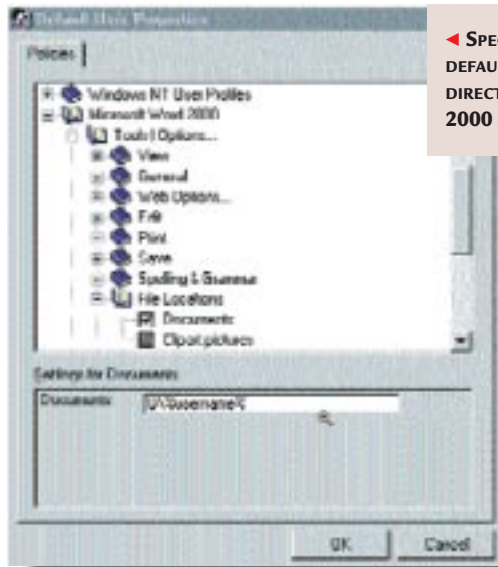 Default User Properties
Policies
◄ SPE
DEFAU
DIRECT
2000
Windows NT User Profiles
Microsoft Word 2000
Tools | Options...
View
General
Web Options...
Edit
Print
Save
Spelling & Grammar
File Locations
Documents
Clipart pictures
Settings for Documents
Documents
U:\%username%
OK
Cancel